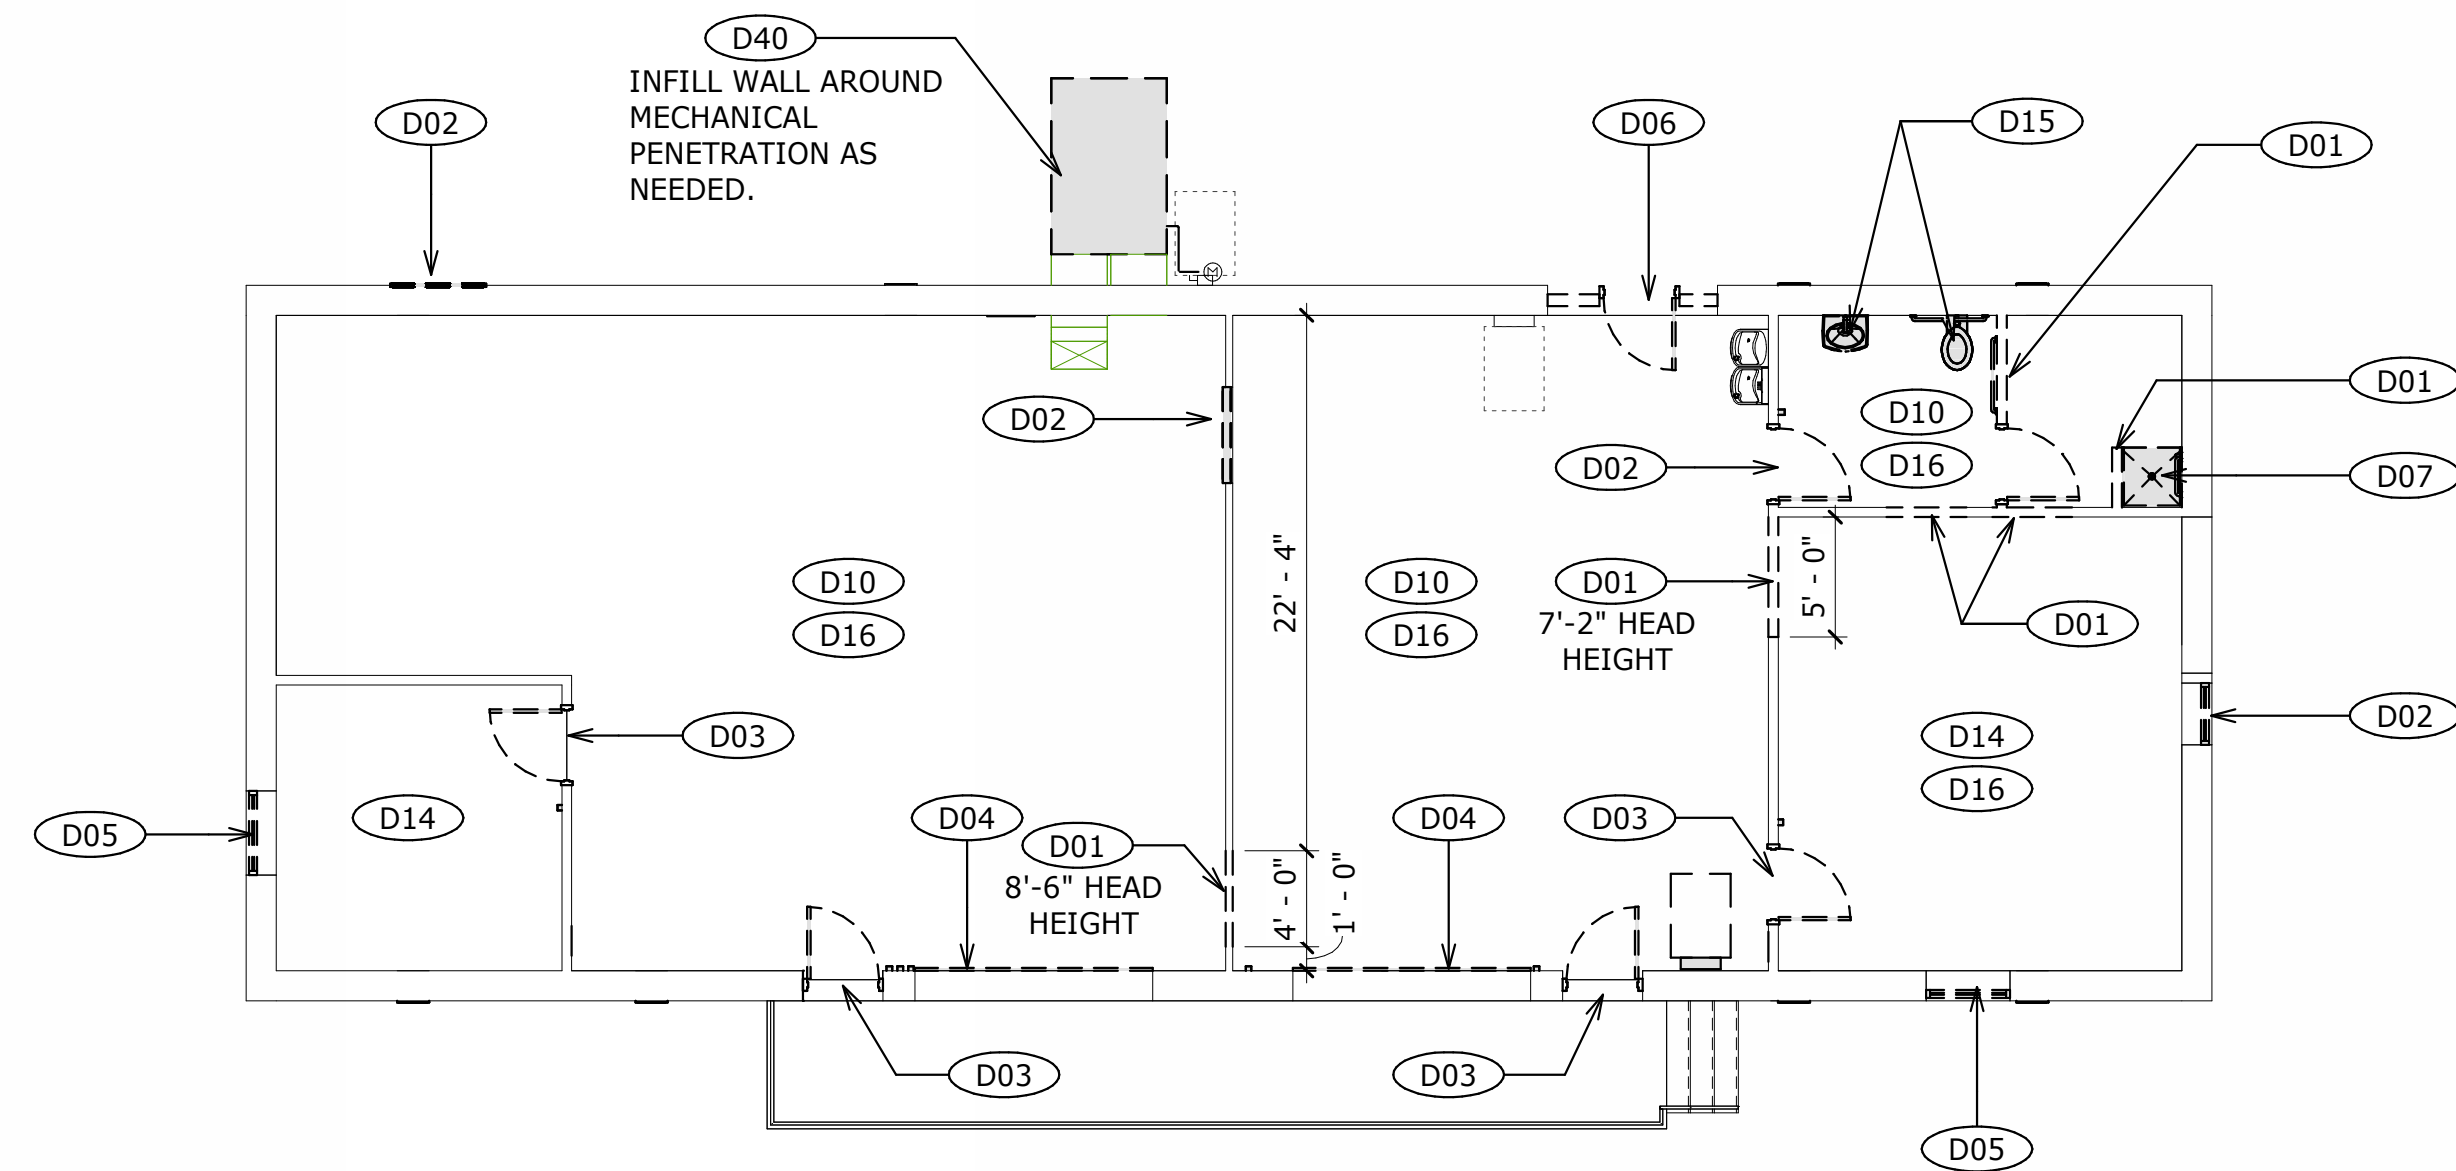 D40
INFILL WALL AROUND
MECHANICAL
PENETRATION AS
NEEDED.
D02
D06
D15
D01
M
D01
D02
D10
D16
D02
D07
22' - 4"
D10
D16
D10
D16
D01
7'-2" HEAD
HEIGHT
5' - 0"
D01
D03
D14
D16
D02
D05
D14
D04
D01
8'-6" HEAD
HEIGHT
4' - 0"
1' - 0"
D04
D03
D03
D03
D05